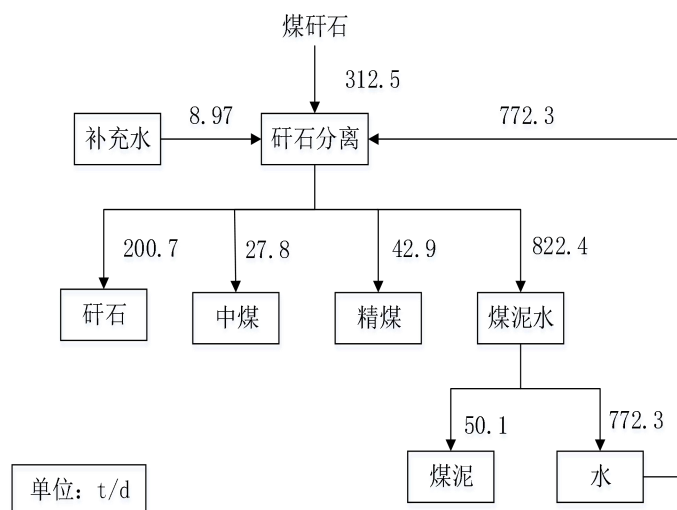 煤矸石
312.5
8.97
772.3
补充水
矸石分离
200.7
27.8
42.9
822.4
矸石
中煤
精煤
煤泥水
50.1
772.3
煤泥
水
单位: t/d